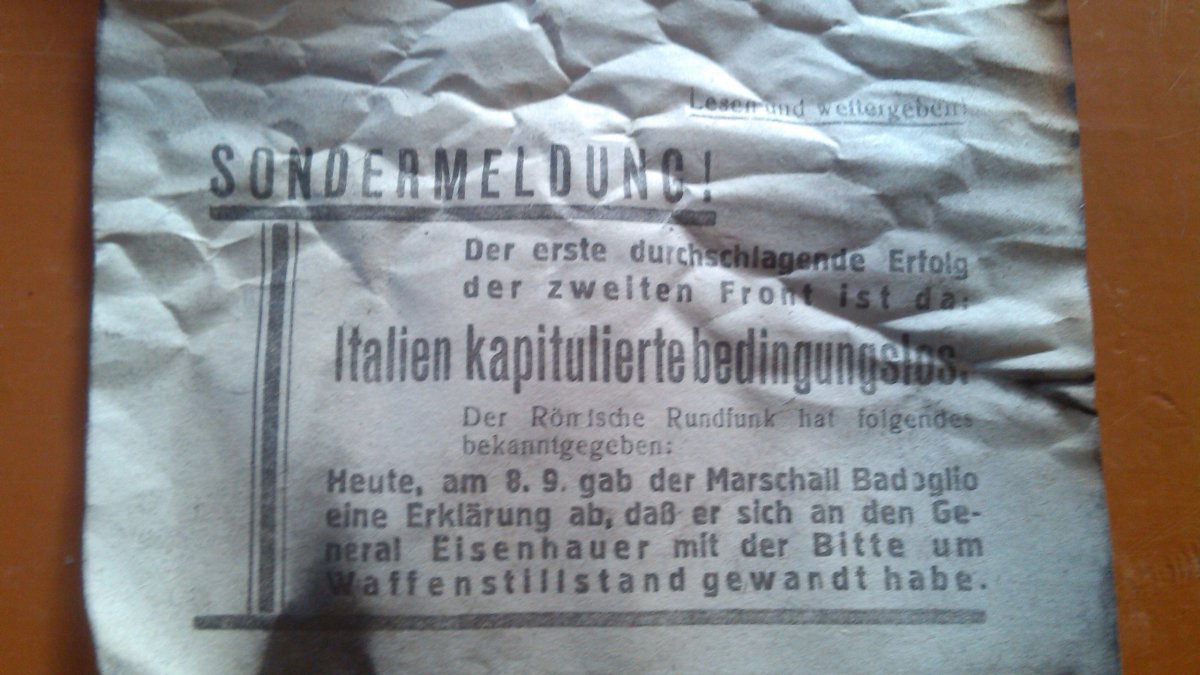 Lesen und weitergeben!
SONDERMELDUNG!
Der erste durchschlagende Erfolg
der zweiten Front ist da:
Italien kapitulierte bedingungslos.
Der Römische Rundfunk hat folgendes
bekanntgegeben:
Heute, am 8. 9. gab der Marschall Badoglio
eine Erklärung ab, daß er sich an den Ge-
neral Eisenhauer mit der Bitte um
Waffenstillstand gewandt habe.